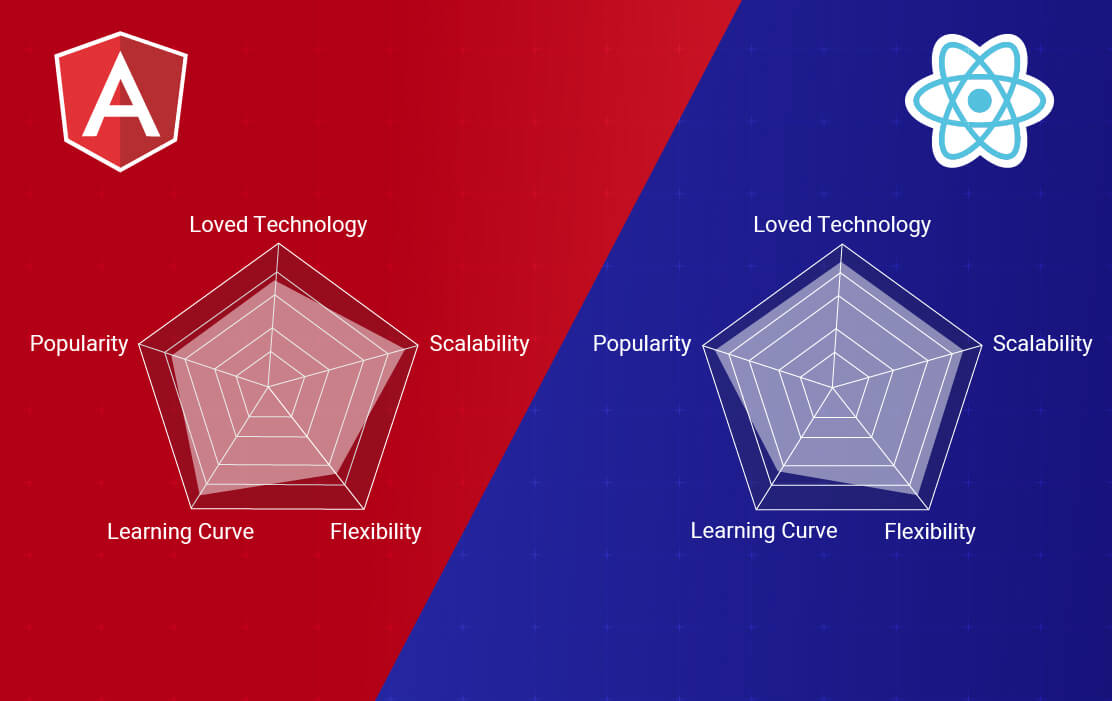 Loved Technology
Popularity
Scalability
Learning Curve
Flexibility
Loved Technology
Popularity
Scalability
Learning Curve
Flexibility